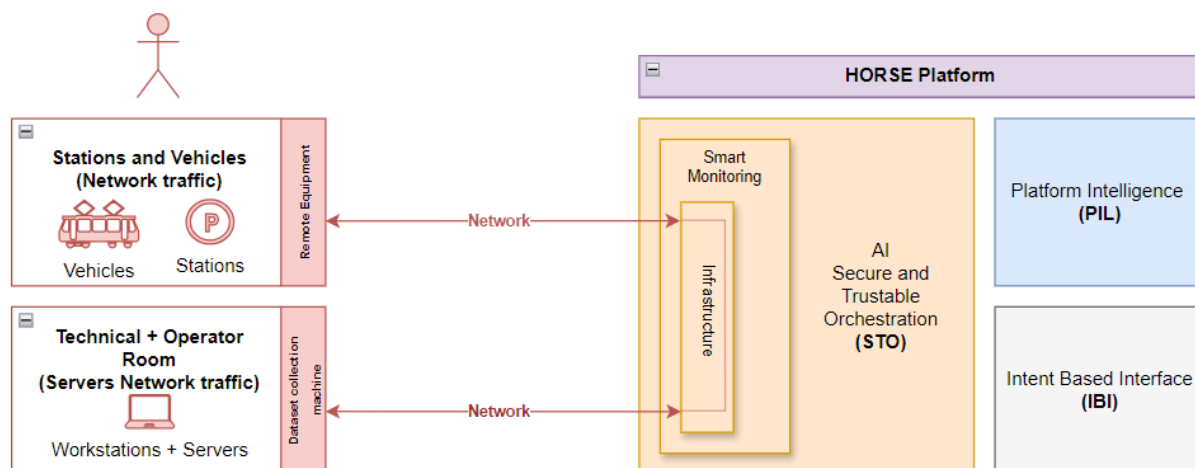 HORSE Platform
Stations and Vehicles
(Network traffic)
P
Vehicles
Stations
Remote Equipment
Network
Technical + Operator
Room
(Servers Network traffic)
Workstations + Servers
Dataset collection
machine
Network
Smart
Monitoring
Infrastructure
AI
Secure and
Trustable
Orchestration
(STO)
Platform Intelligence
(PIL)
Intent Based Interface
(IBI)